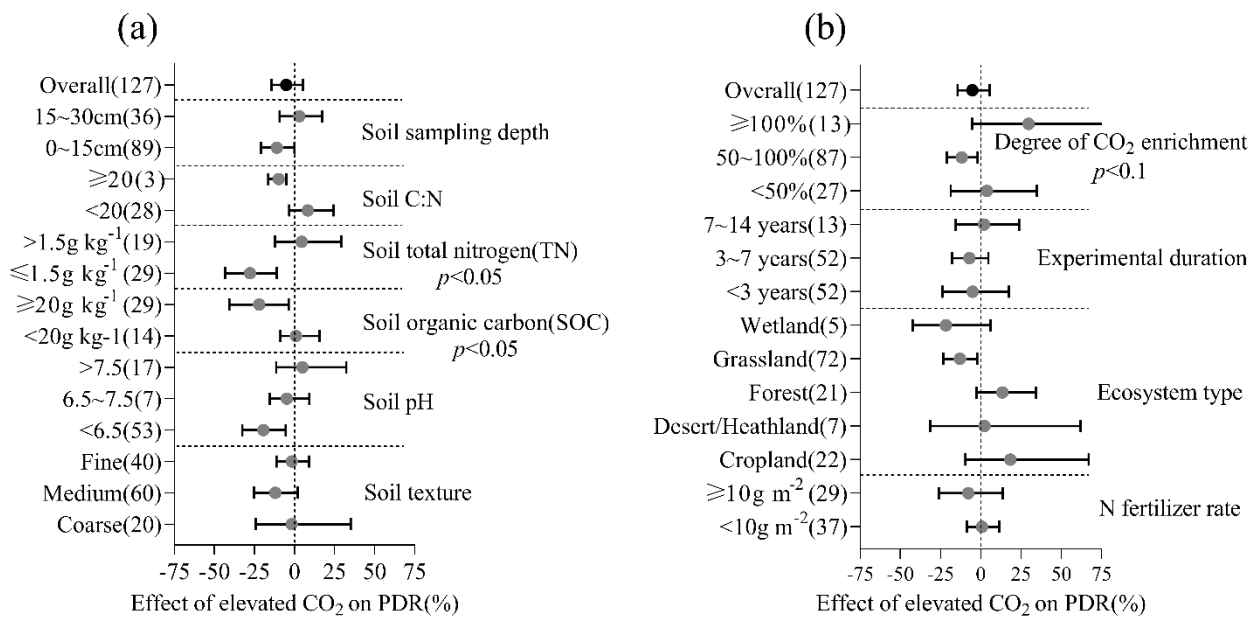 (a)
Overall(127)
15~30cm(36)
0~15cm(89)
Soil sampling depth
⩾20(3)
<20(28)
Soil C:N
>1.5g kg⁻¹(19)
⩽1.5g kg⁻¹ (29)
Soil total nitrogen(TN)
p<0.05
⩾20g kg⁻¹ (29)
<20g kg-1(14)
Soil organic carbon(SOC)
p<0.05
>7.5(17)
6.5~7.5(7)
<6.5(53)
Soil pH
Fine(40)
Medium(60)
Coarse(20)
Soil texture
-75 -50 -25 0 25 50 75
Effect of elevated CO₂ on PDR(%)
(b)
Overall(127)
⩾100%(13)
50~100%(87)
<50%(27)
Degree of CO₂ enrichment
p<0.1
7~14 years(13)
3~7 years(52)
<3 years(52)
Experimental duration
Wetland(5)
Grassland(72)
Forest(21)
Desert/Heathland(7)
Cropland(22)
Ecosystem type
⩾10g m⁻² (29)
<10g m⁻²(37)
N fertilizer rate
-75 -50 -25 0 25 50 75
Effect of elevated CO₂ on PDR(%)